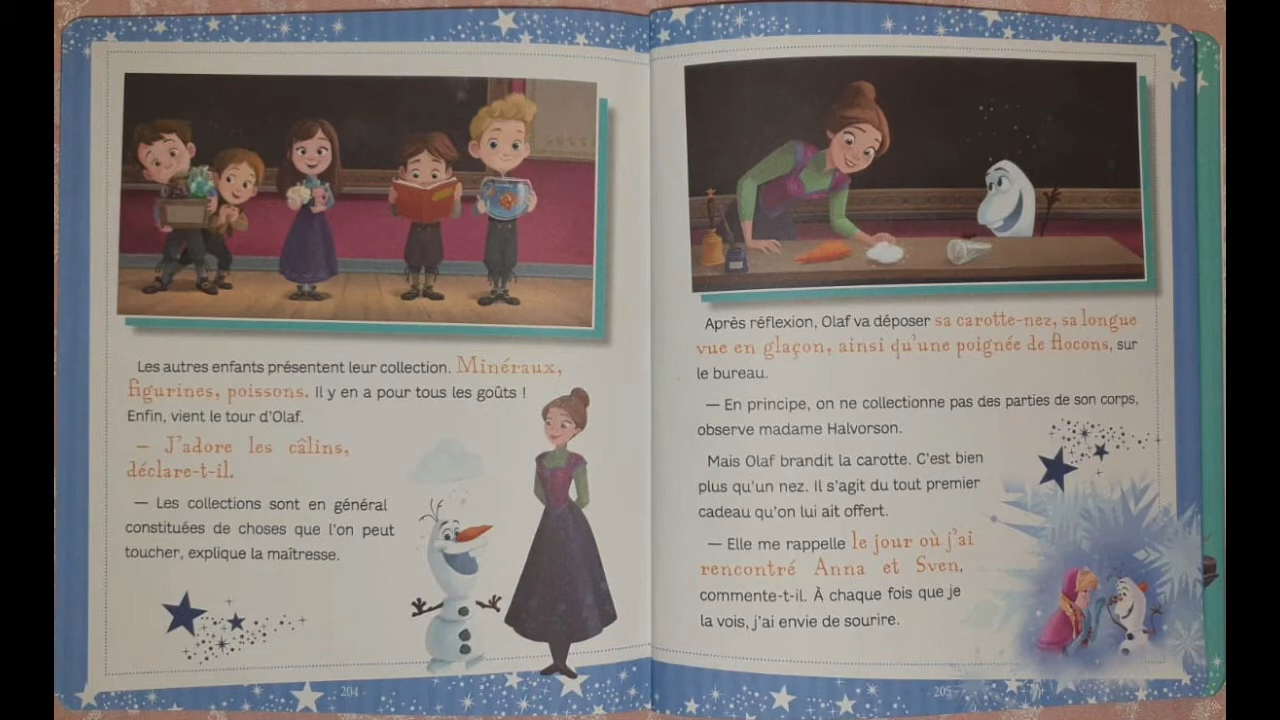 Les autres enfants présentent leur collection. Minéraux,
figurines, poissons. Il y en a pour tous les goûts !
Enfin, vient le tour d'Olaf.
— J'adore les câlins,
déclare-t-il.
— Les collections sont en général
constituées de choses que l'on peut
toucher, explique la maîtresse.
204
Après réflexion, Olaf va déposer sa carotte-nez, sa longue
vue en glaçon, ainsi qu'une poignée de flocons, sur
le bureau.
— En principe, on ne collectionne pas des parties de son corps,
observe madame Halvorson.
Mais Olaf brandit la carotte. C'est bien
plus qu'un nez. Il s'agit du tout premier
cadeau qu'on lui ait offert.
— Elle me rappelle le jour où j'ai
rencontré Anna et Sven,
commente-t-il. À chaque fois que je
la vois, j'ai envie de sourire.
205